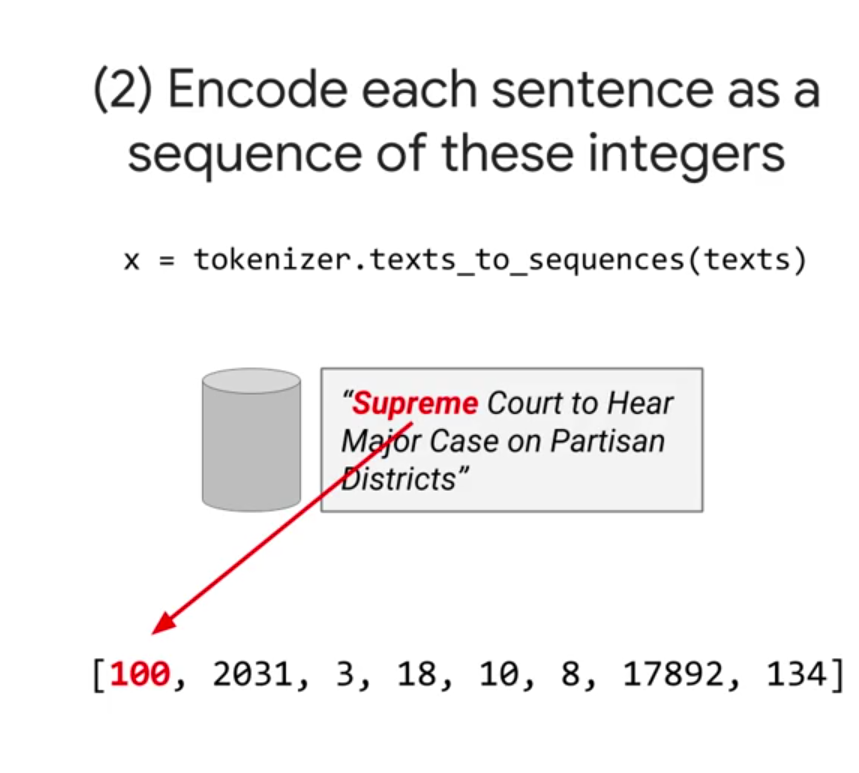 (2) Encode each sentence as a
sequence of these integers
x = tokenizer.texts_to_sequences(texts)
“Supreme Court to Hear
Major Case on Partisan
Districts”
[100, 2031, 3, 18, 10, 8, 17892, 134]